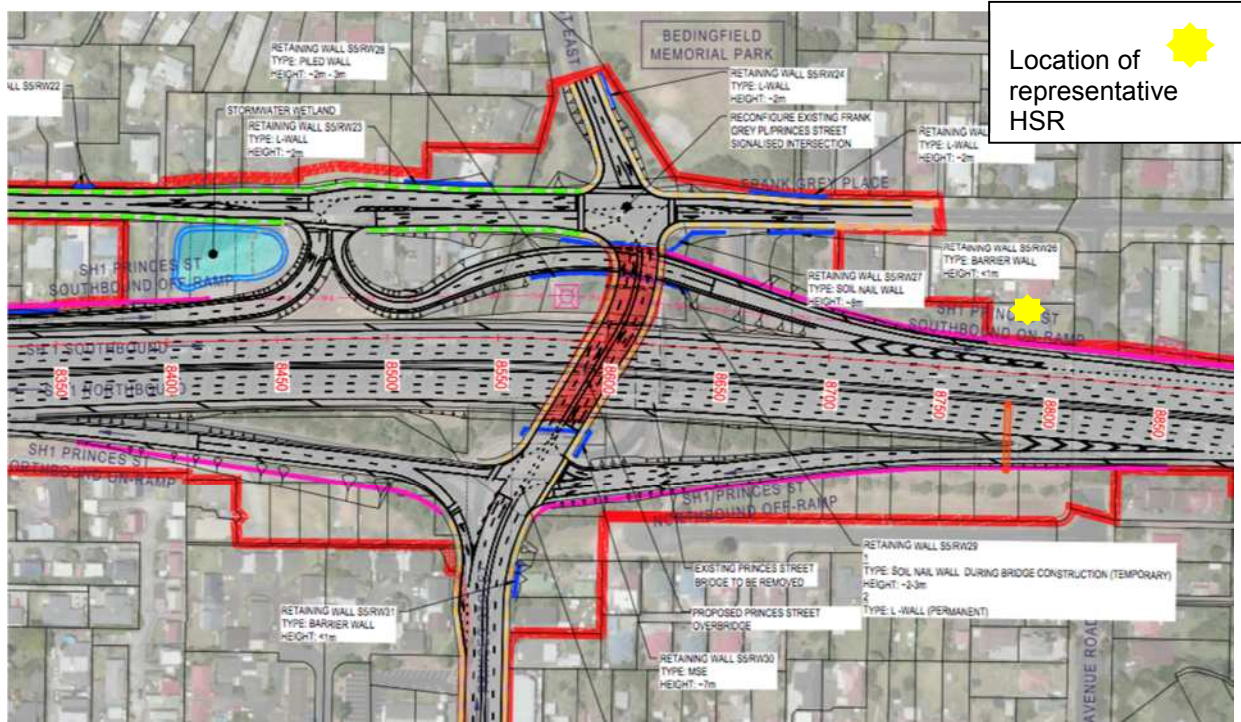 Location of
representative
HSR
BEDINGFIELD
MEMORIAL PARK
RETAINING WALL S5/RW28
TYPE: PILED WALL
HEIGHT: ~2m - 3m
RETAINING WALL S5/RW24
TYPE: L-WALL
HEIGHT: ~2m
STORMWATER WETLAND
RETAINING WALL S5/RW23
TYPE: L-WALL
HEIGHT: ~2m
RECONFIGURE EXISTING FRANK
GREY PL/PRINCES STREET
SIGNALISED INTERSECTION
RETAINING WAL
TYPE: L-WALL
HEIGHT: ~2m
FRANK GREY PLACE
RETAINING WALL S5/RW26
TYPE: BARRIER WALL
HEIGHT: <1m
RETAINING WALL S5/RW27
TYPE: SOIL NAIL WALL
HEIGHT: ~8m
SH1 PRINCES ST
SOUTHBOUND OFF-RAMP
SH1 PRINCES ST
SOUTHBOUND ON-RAMP
SH 1 SOUTHBOUND
SH1 NORTHBOUND
8350
8400
8450
8500
8550
8600
8650
8700
8750
8800
8850
SH1 PRINCES ST
NORTHBOUND ON-RAMP
SH1 PRINCES ST
NORTHBOUND OFF-RAMP
EXISTING PRINCES STREET
BRIDGE TO BE REMOVED
PROPOSED PRINCES STREET
OVERBRIDGE
RETAINING WALL S5/RW29
1
TYPE: SOIL NAIL WALL DURING BRIDGE CONSTRUCTION (TEMPORARY)
HEIGHT: ~2-3m
2
TYPE: L -WALL (PERMANENT)
RETAINING WALL S5/RW31
TYPE: BARRIER WALL
HEIGHT: <1m
RETAINING WALL S5/RW30
TYPE: MSE
HEIGHT: ~7m
AVENUE ROAD